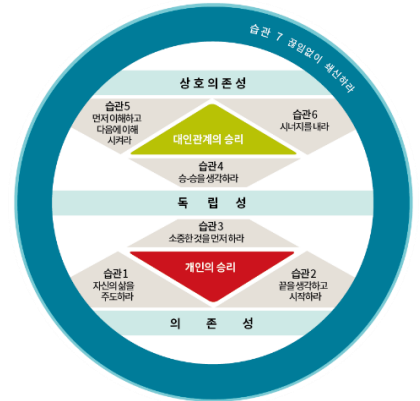 습관 7 끊임없이 쇄신하라
상호의존성
습관5
먼저 이해하고
다음에 이해
시켜라
대인관계의 승리
습관6
시너지를 내라
습관4
승-승을 생각하라
독 립 성
습관3
소중한 것을 먼저 하라
습관1
자신의 삶을
주도하라
개인의 승리
습관2
끝을 생각하고
시작하라
의 존 성